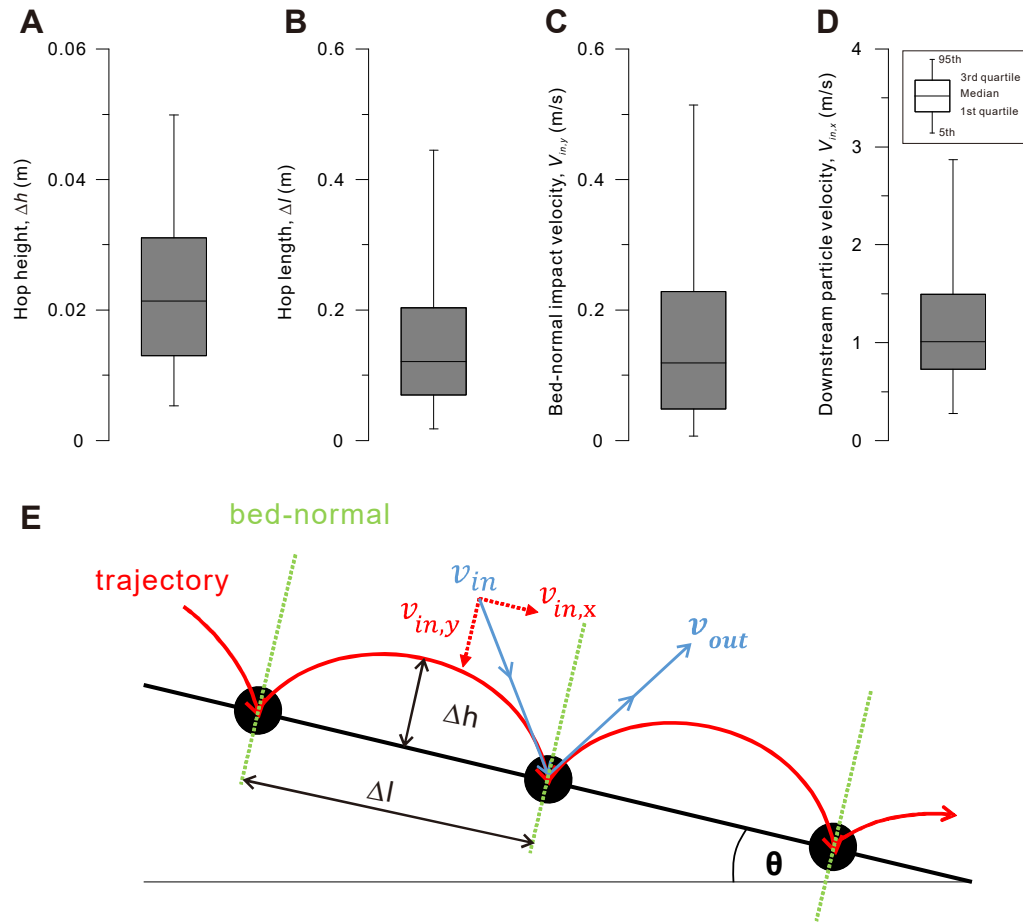 A
B
C
D
0.06
0.04
0.02
0
Hop height, Δh (m)
0.6
0.4
0.2
0
Hop length, Δl (m)
0.6
0.4
0.2
0
Bed-normal impact velocity, V_in,y (m/s)
4
3
2
1
0
Downstream particle velocity, V_in,x (m/s)
95th
3rd quartile
Median
1st quartile
5th
E
bed-normal
trajectory
v_in
v_in,x
v_in,y
v_out
Δh
Δl
θ